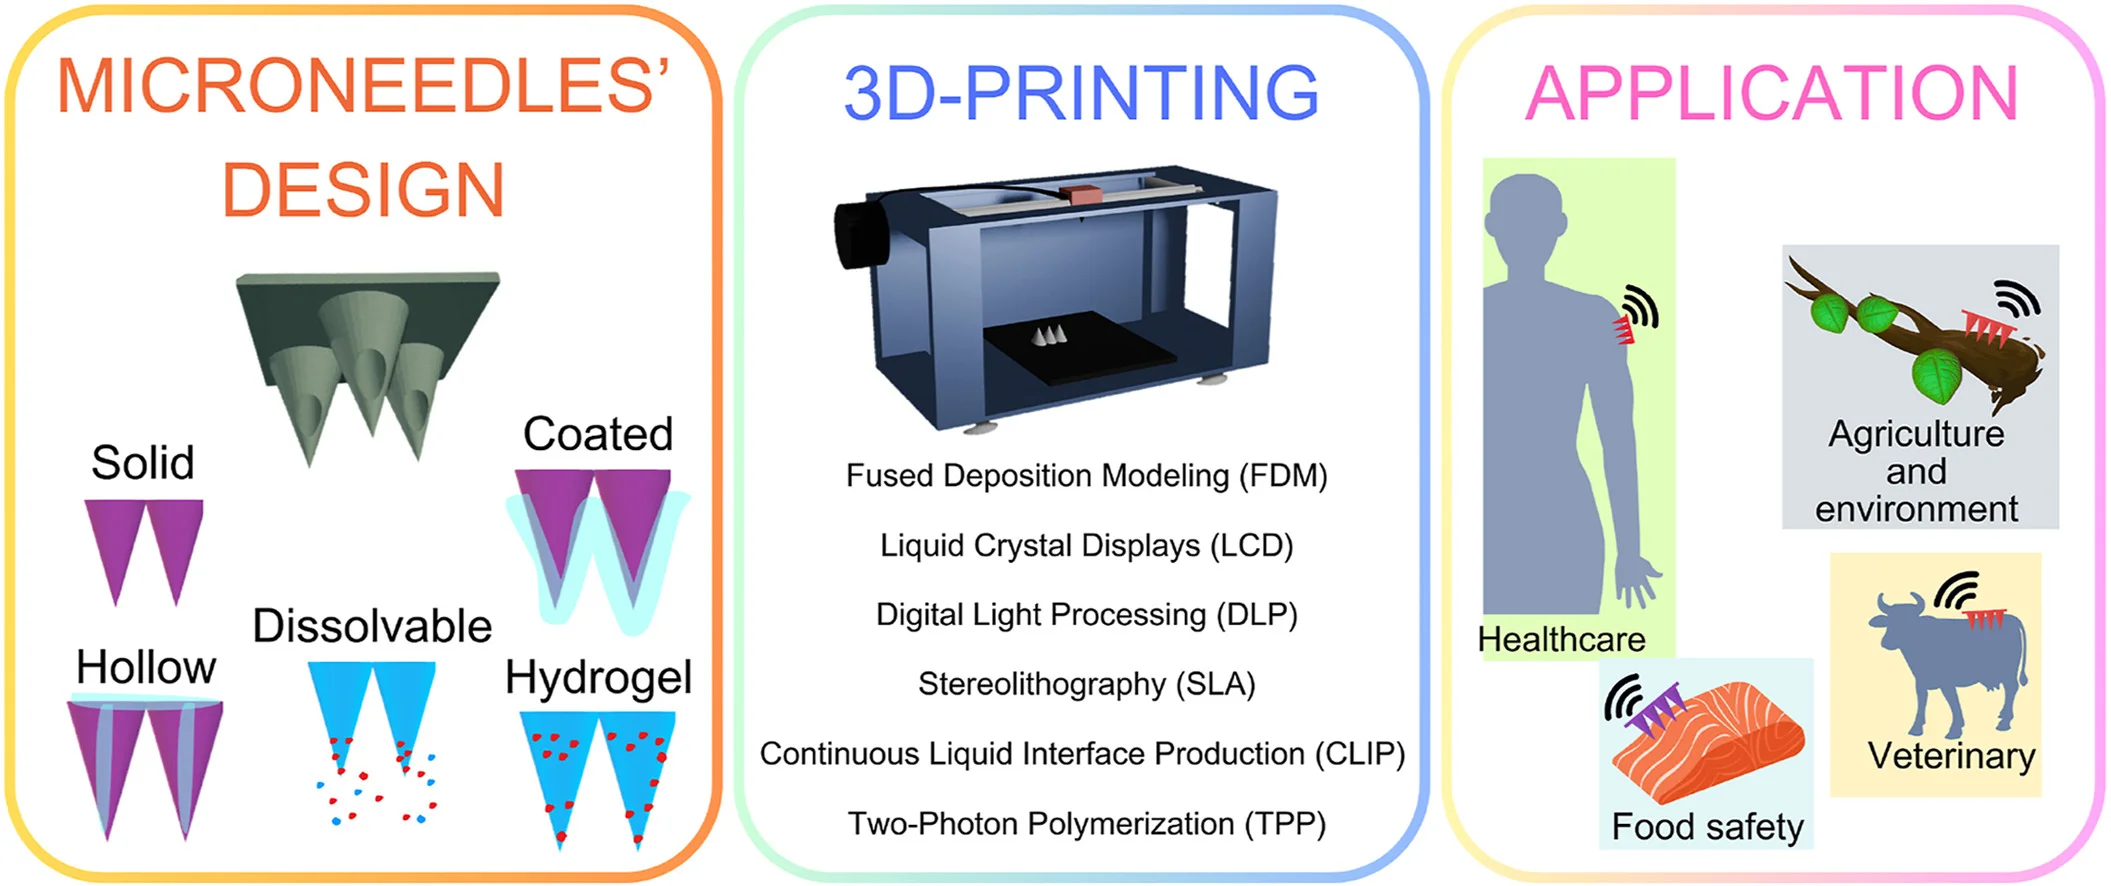 MICRONEEDLES’
DESIGN
Solid
Coated
Dissolvable
Hollow
Hydrogel
3D-PRINTING
Fused Deposition Modeling (FDM)
Liquid Crystal Displays (LCD)
Digital Light Processing (DLP)
Stereolithography (SLA)
Continuous Liquid Interface Production (CLIP)
Two-Photon Polymerization (TPP)
APPLICATION
Healthcare
Agriculture
and
environment
Veterinary
Food safety